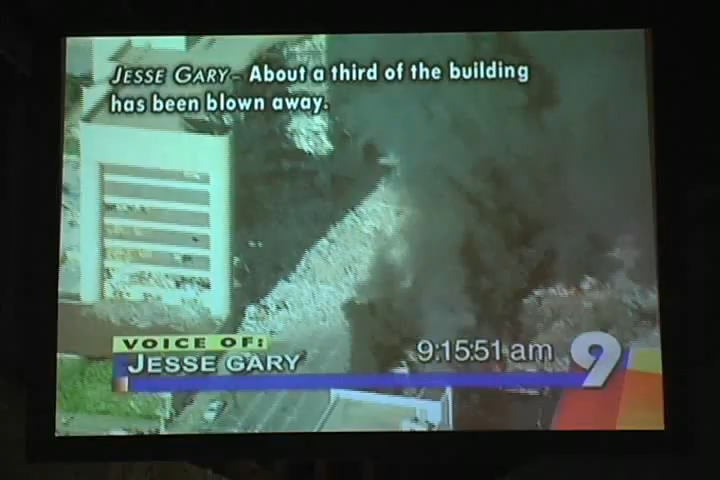 JESSE GARY - About a third of the building
has been blown away.
VOICE OF:
JESSE GARY
9:15:51 am
9